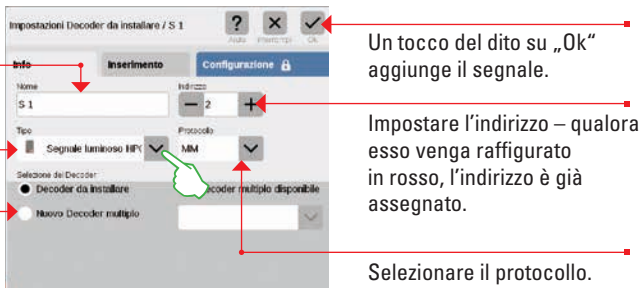 Impostazioni Decoder da installare / S 1
? 
Aiuto Interrompi Ok
Info Inserimento Configurazione
Nome Indirizzo
S 1 2
Tipo Protocollo
Segnale luminoso HP( MM
Selezione del Decoder
Decoder da installare ecoder multiplo disponibile
Nuovo Decoder multiplo
Un tocco del dito su „Ok“
aggiunge il segnale.
Impostare l’indirizzo – qualora
esso venga raffigurato
in rosso, l’indirizzo è già
assegnato.
Selezionare il protocollo.